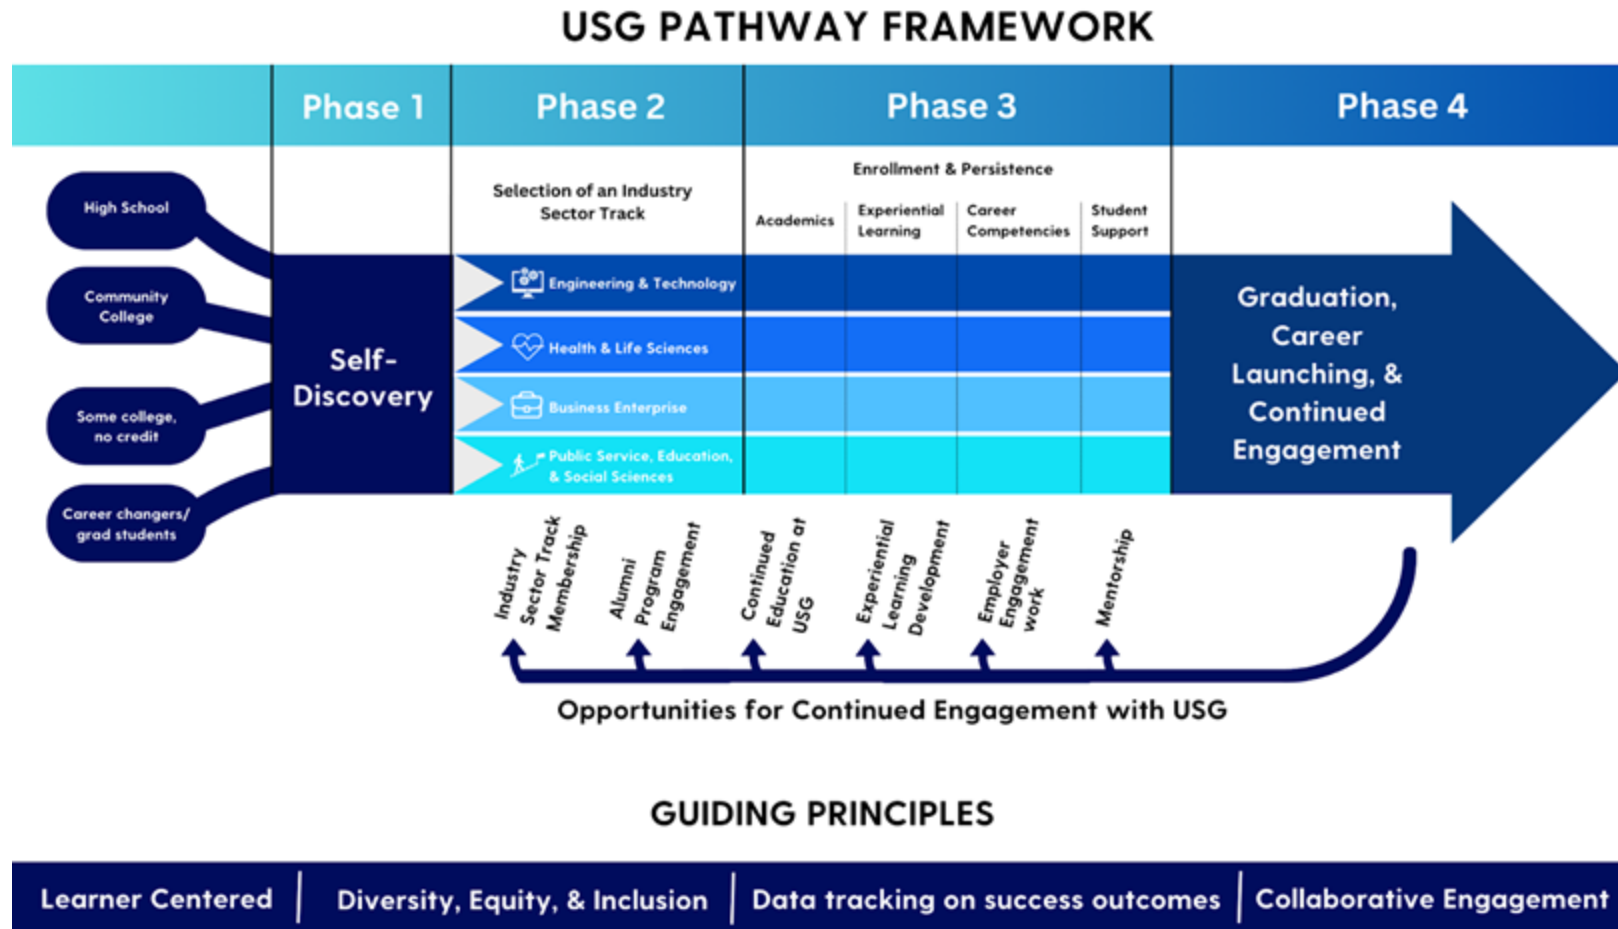 USG PATHWAY FRAMEWORK
Phase 1
Phase 2
Phase 3
Phase 4
High School
Community
College
Some college,
no credit
Career changers/
grad students
Self-
Discovery
Selection of an Industry
Sector Track
Engineering & Technology
Health & Life Sciences
Business Enterprise
Public Service, Education,
& Social Sciences
Enrollment & Persistence
Academics
Experiential
Learning
Career
Competencies
Student
Support
Graduation,
Career
Launching, &
Continued
Engagement
Industry
Sector Track
Membership
Alumni
Program
Engagement
Continued
Education at
USG
Experiential
Learning
Development
Employer
Engagement
work
Mentorship
Opportunities for Continued Engagement with USG
GUIDING PRINCIPLES
Learner Centered
Diversity, Equity, & Inclusion
Data tracking on success outcomes
Collaborative Engagement